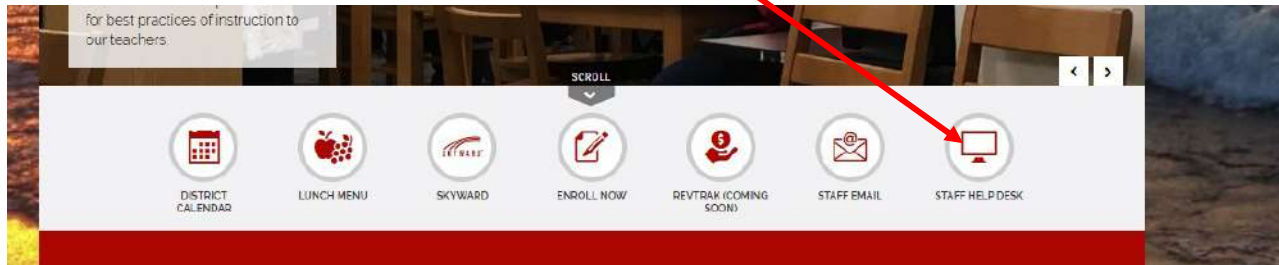 for best practices of instruction to
our teachers.
SCROLL
SKYWARD
DISTRICT
CALENDAR
LUNCH MENU
SKYWARD
ENROLL NOW
REVTRAK (COMING
SOON)
STAFF EMAIL
STAFF HELP DESK